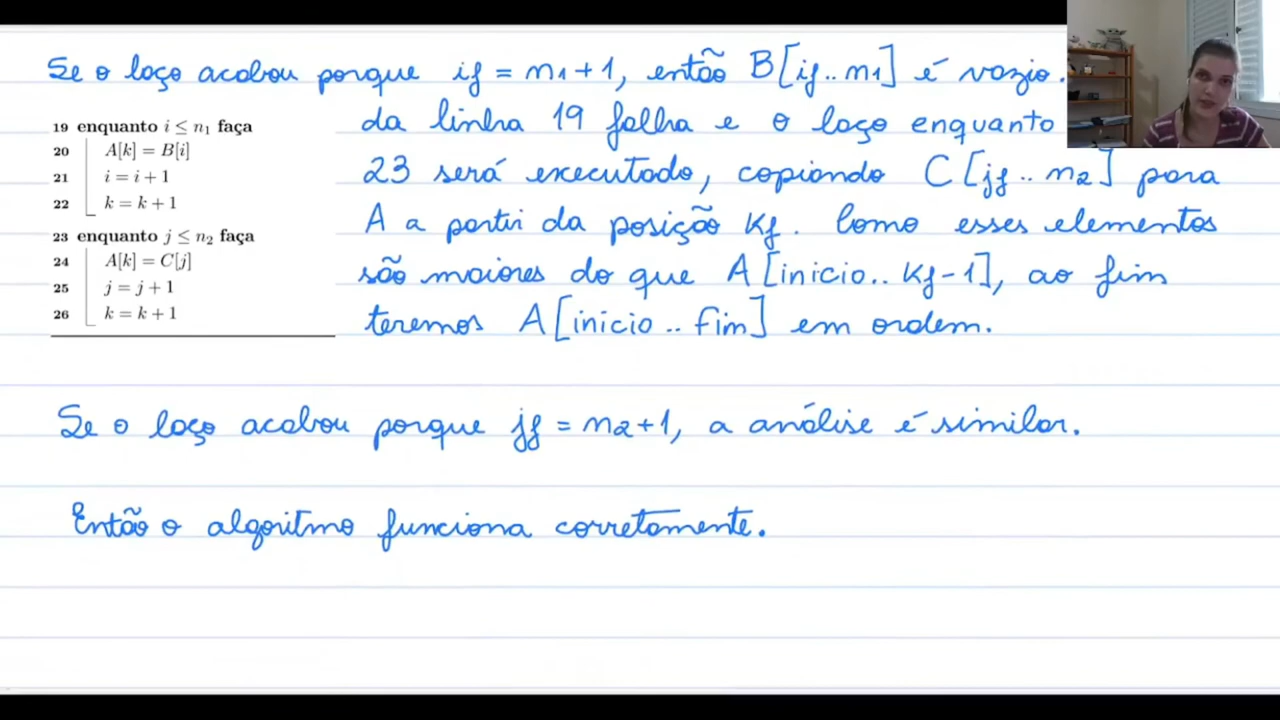 Se o laço acabou porque if = n1+1, então B[if..n1] é vazio.
da linha 19 falha e o laço enquanto
23 será executado, copiando C[jf..n2] para
A a partir da posição kf. Como esses elementos
são maiores do que A[inicio..kf-1], ao fim
teremos A[inicio..fim] em ordem.
19 enquanto i ≤ n1 faça
20 A[k] = B[i]
21 i = i + 1
22 k = k + 1
23 enquanto j ≤ n2 faça
24 A[k] = C[j]
25 j = j + 1
26 k = k + 1
Se o laço acabou porque jf = n2+1, a análise é similar.
Então o algoritmo funciona corretamente.